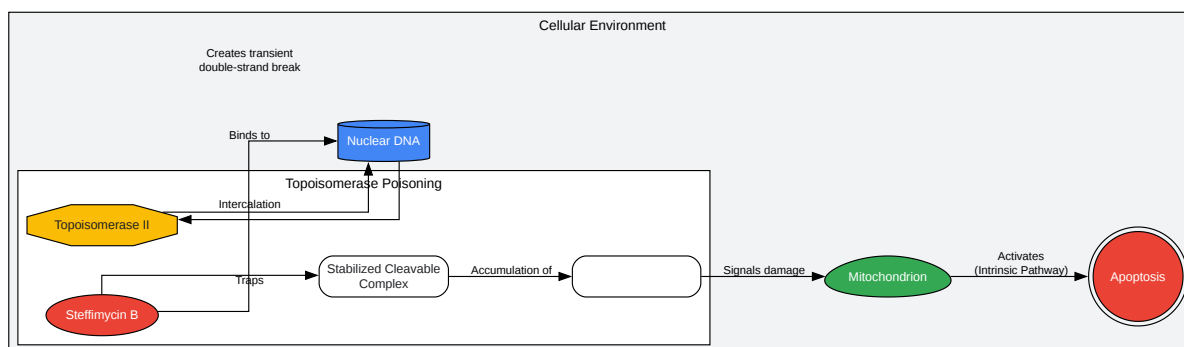 Cellular Environment
Creates transient
double-strand break
Binds to
Nuclear DNA
Topoisomerase Poisoning
Intercalation
Topoisomerase II
Traps
Stabilized Cleavable
Complex
Accumulation of
Signals damage
Mitochondrion
Activates
(Intrinsic Pathway)
Apoptosis
Steffimycin B